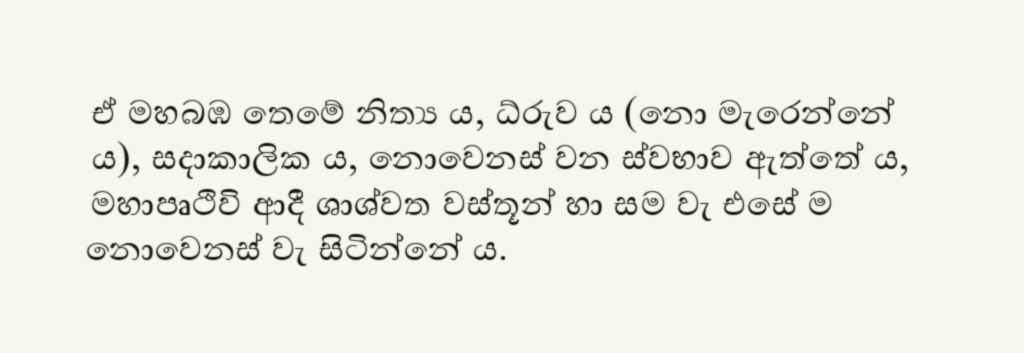 ඒ මහබඹ තෙමේ නිත්‍ය ය, ධ්රුව ය (නො මැරෙන්නේ
ය), සදාකාලික ය, නොවෙනස් වන ස්වභාව ඇත්තේ ය,
මහාපෘථිවි ආදී ශාශ්වත වස්තූන් හා සම වැ එසේ ම
නොවෙනස් වැ සිටින්නේ ය.